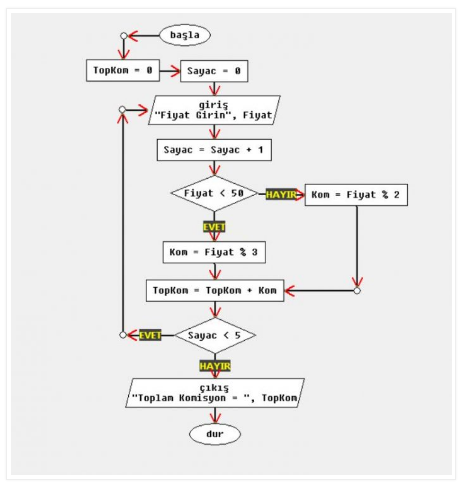 başla
TopKom = 0
Sayac = 0
giriş
"Fiyat Girin", Fiyat
Sayac = Sayac + 1
Fiyat < 50
HAYIR
Kom = Fiyat % 2
EVET
Kom = Fiyat % 3
TopKom = TopKom + Kom
EVET
Sayac < 5
HAYIR
çıkış
"Toplam Komisyon = ", TopKom
dur